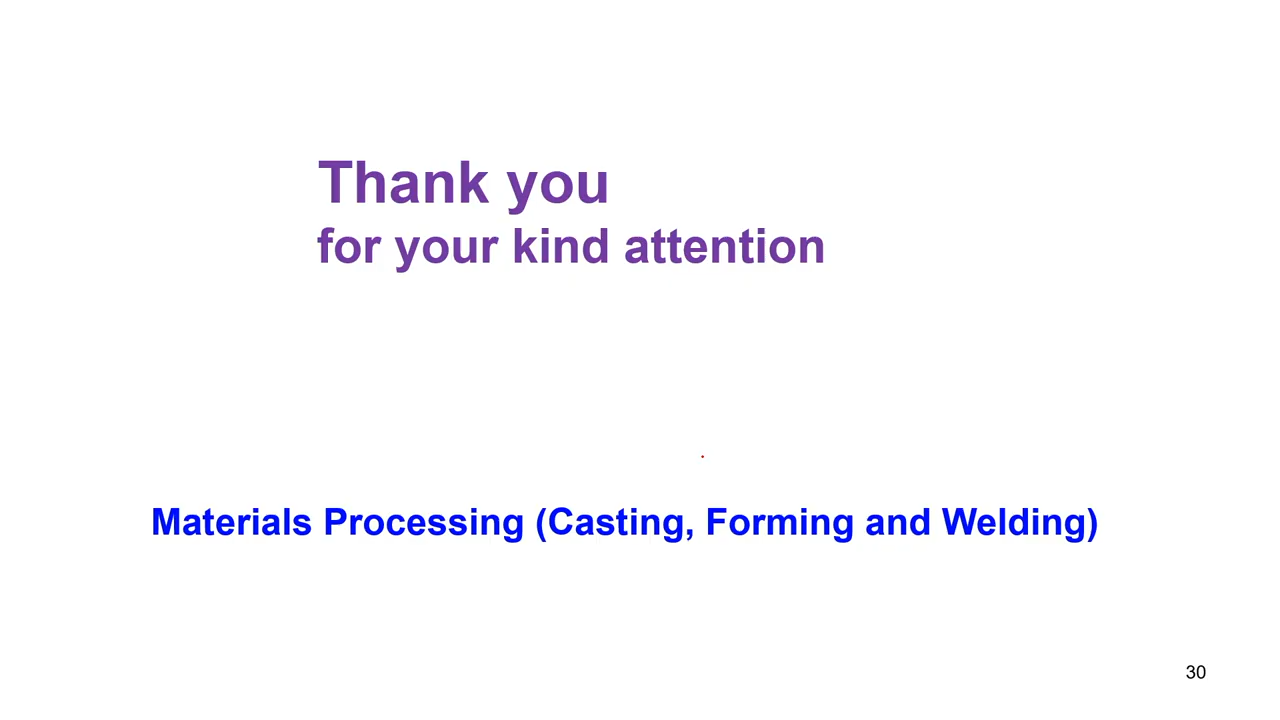 Thank you
for your kind attention
Materials Processing (Casting, Forming and Welding)
30